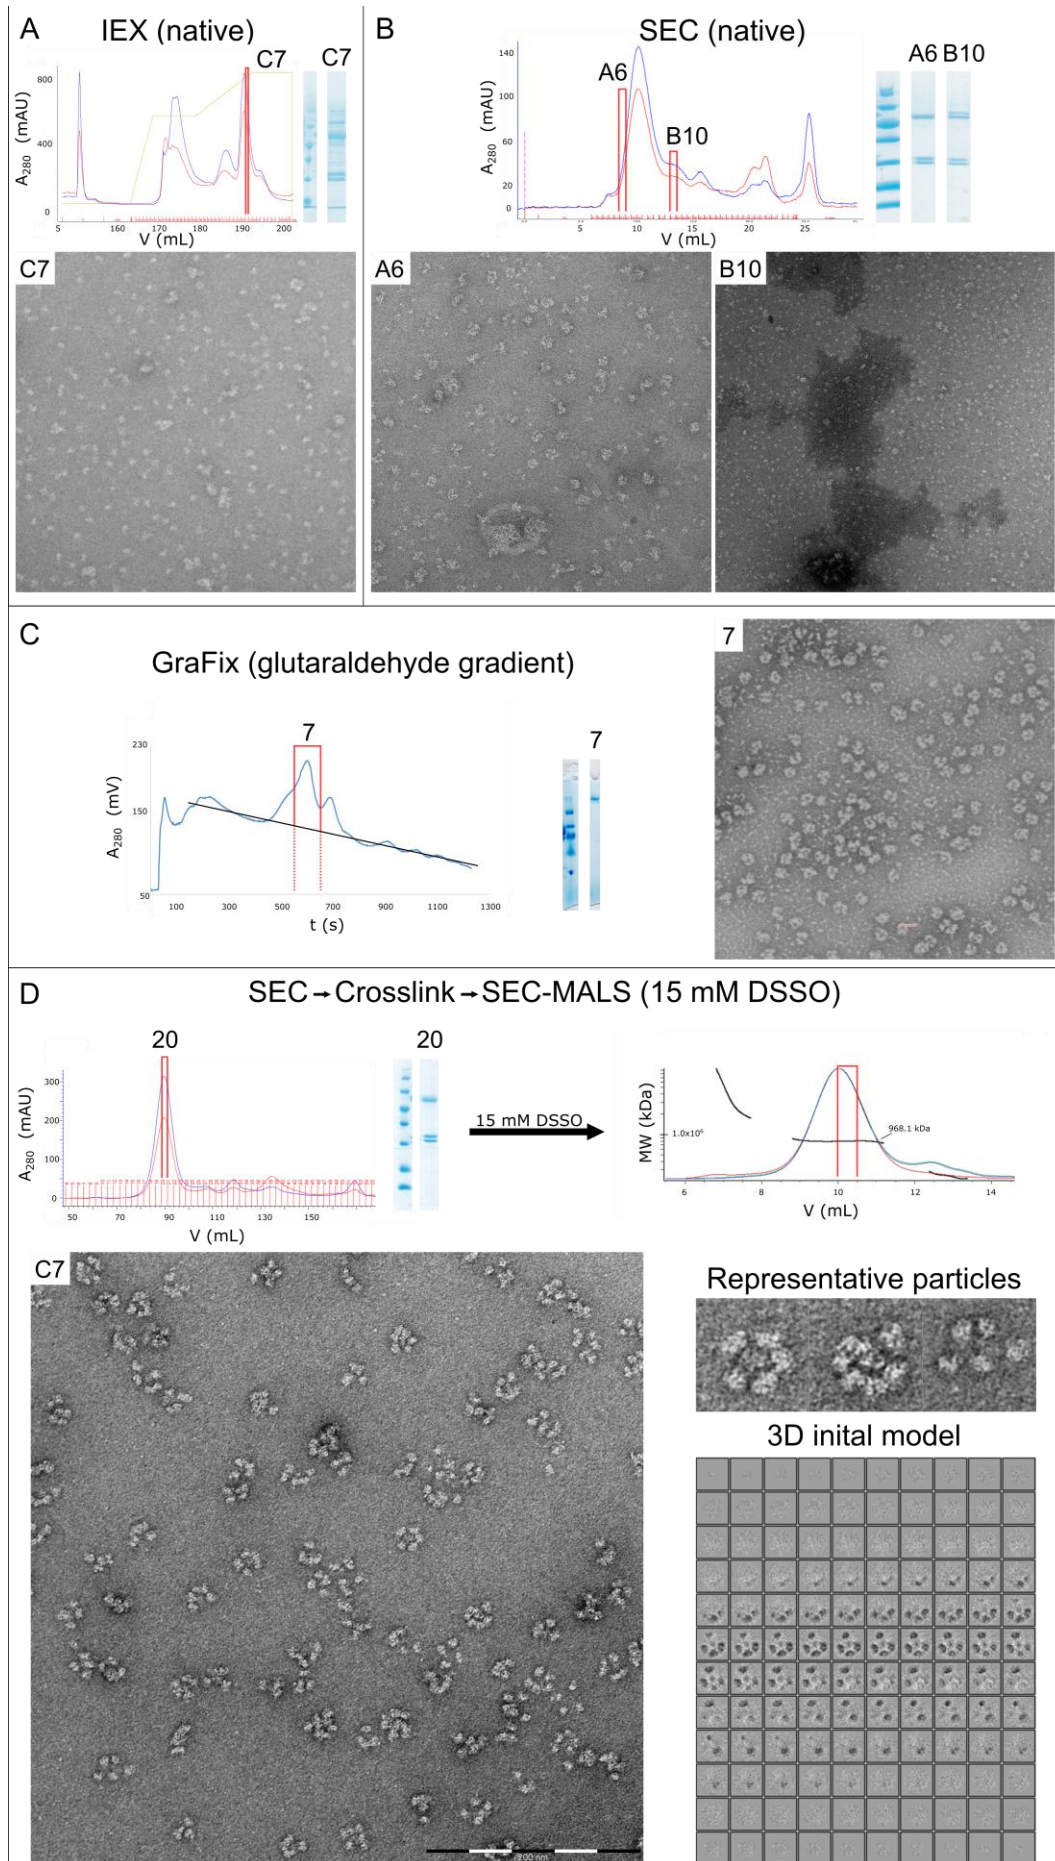 A
IEX (native)
C7
C7
A280 (mAU)
800
400
0
5
160
170
180
190
200
V (mL)
C7
B
SEC (native)
A6
B10
A6 B10
A280 (mAU)
140
100
60
20
0
5
10
15
20
25
V (mL)
A6
B10
C
GraFix (glutaraldehyde gradient)
7
7
7
A280 (mV)
230
150
50
100
300
500
700
900
1100
1300
t (s)
D
SEC→Crosslink→SEC-MALS (15 mM DSSO)
20
20
A280 (mAU)
300
200
100
0
50
70
90
110
130
150
V (mL)
15 mM DSSO
MW (kDa)
1.0x10⁶
968.1 kDa
6
8
10
12
14
V (mL)
C7
200 nm
Representative particles
3D inital model